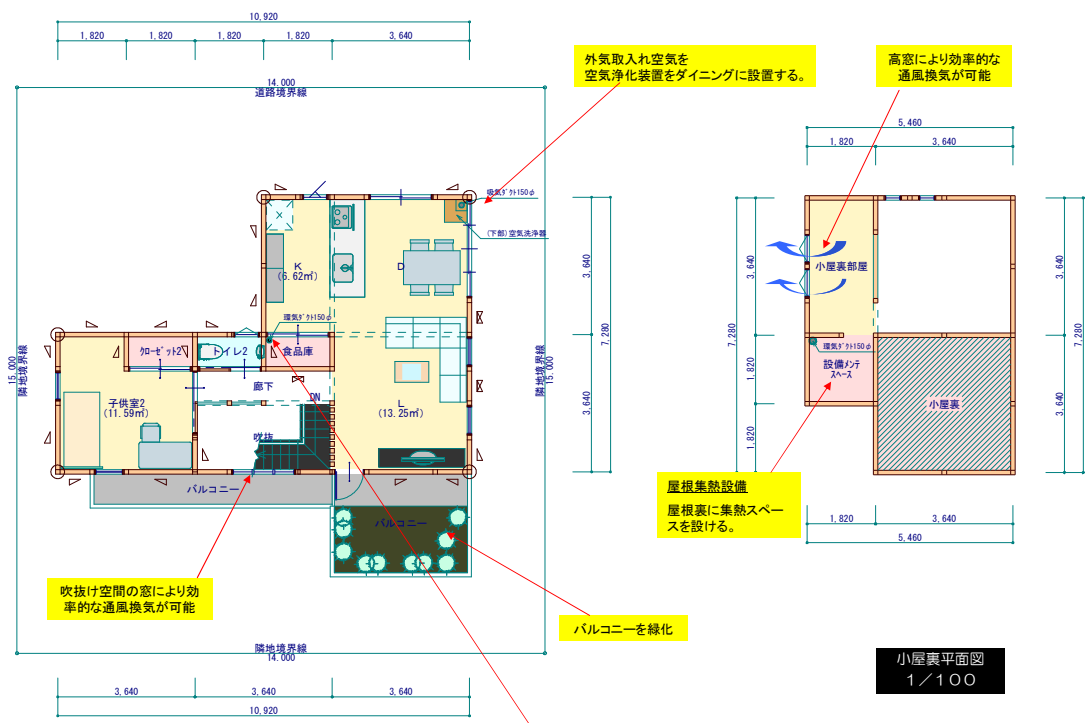 10,920
1,820
1,820
1,820
1,820
3,640
14.000
道路境界線
外気取入れ空気を
空気浄化装置をダイニングに設置する。
吸気ﾀﾞｸﾄ150φ
(下部)空気洗浄器
K
(6.62㎡)
D
環気ﾀﾞｸﾄ150φ
ｸﾛｰｾﾞｯﾄ2
トイレ2
食品庫
廊下
子供室2
(11.59㎡)
DN
L
(13.25㎡)
吹抜
バルコニー
バルコニー
15.000
隣地境界線
隣地境界線
15.000
3,640
3,640
7,280
吹抜け空間の窓により効
率的な通風換気が可能
バルコニーを緑化
隣地境界線
14.000
3,640
3,640
3,640
10,920
高窓により効率的な
通風換気が可能
5,460
1,820
3,640
小屋裏部屋
環気ﾀﾞｸﾄ150φ
設備ﾒﾝﾃ
ｽﾍﾟｰｽ
小屋裏
7,280
3,640
1,820
1,820
3,640
3,640
7,280
屋根集熱設備
屋根裏に集熱スペー
スを設ける。
1,820
3,640
5,460
小屋裏平面図
1／100